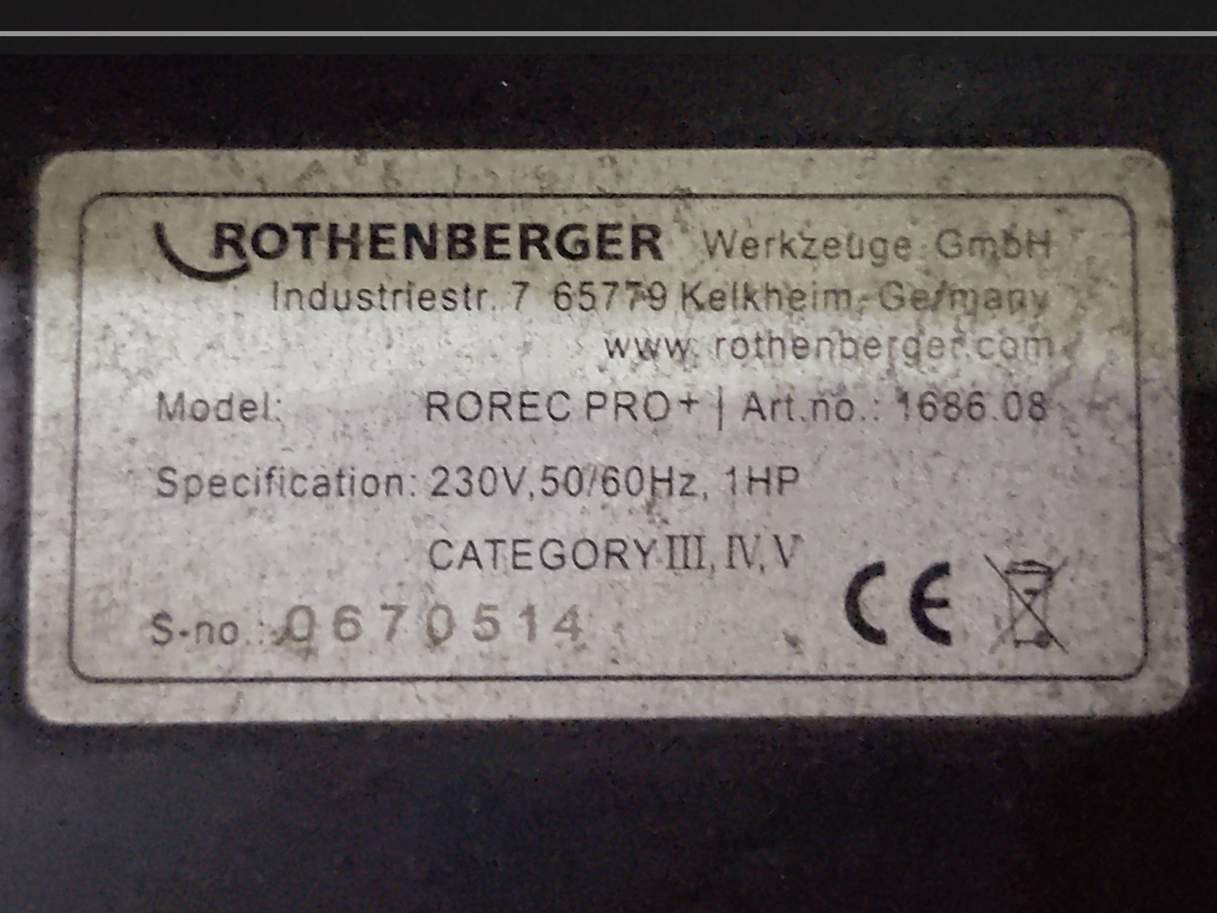 ROTHENBERGER Werkzeuge GmbH
Industriestr. 7 65779 Kelkheim, Germany
www.rothenberger.com
Model: ROREC PRO+ | Art.no.: 1686.08
Specification: 230V,50/60Hz, 1HP
CATEGORY III, IV, V
S-no.: 0670514
CE